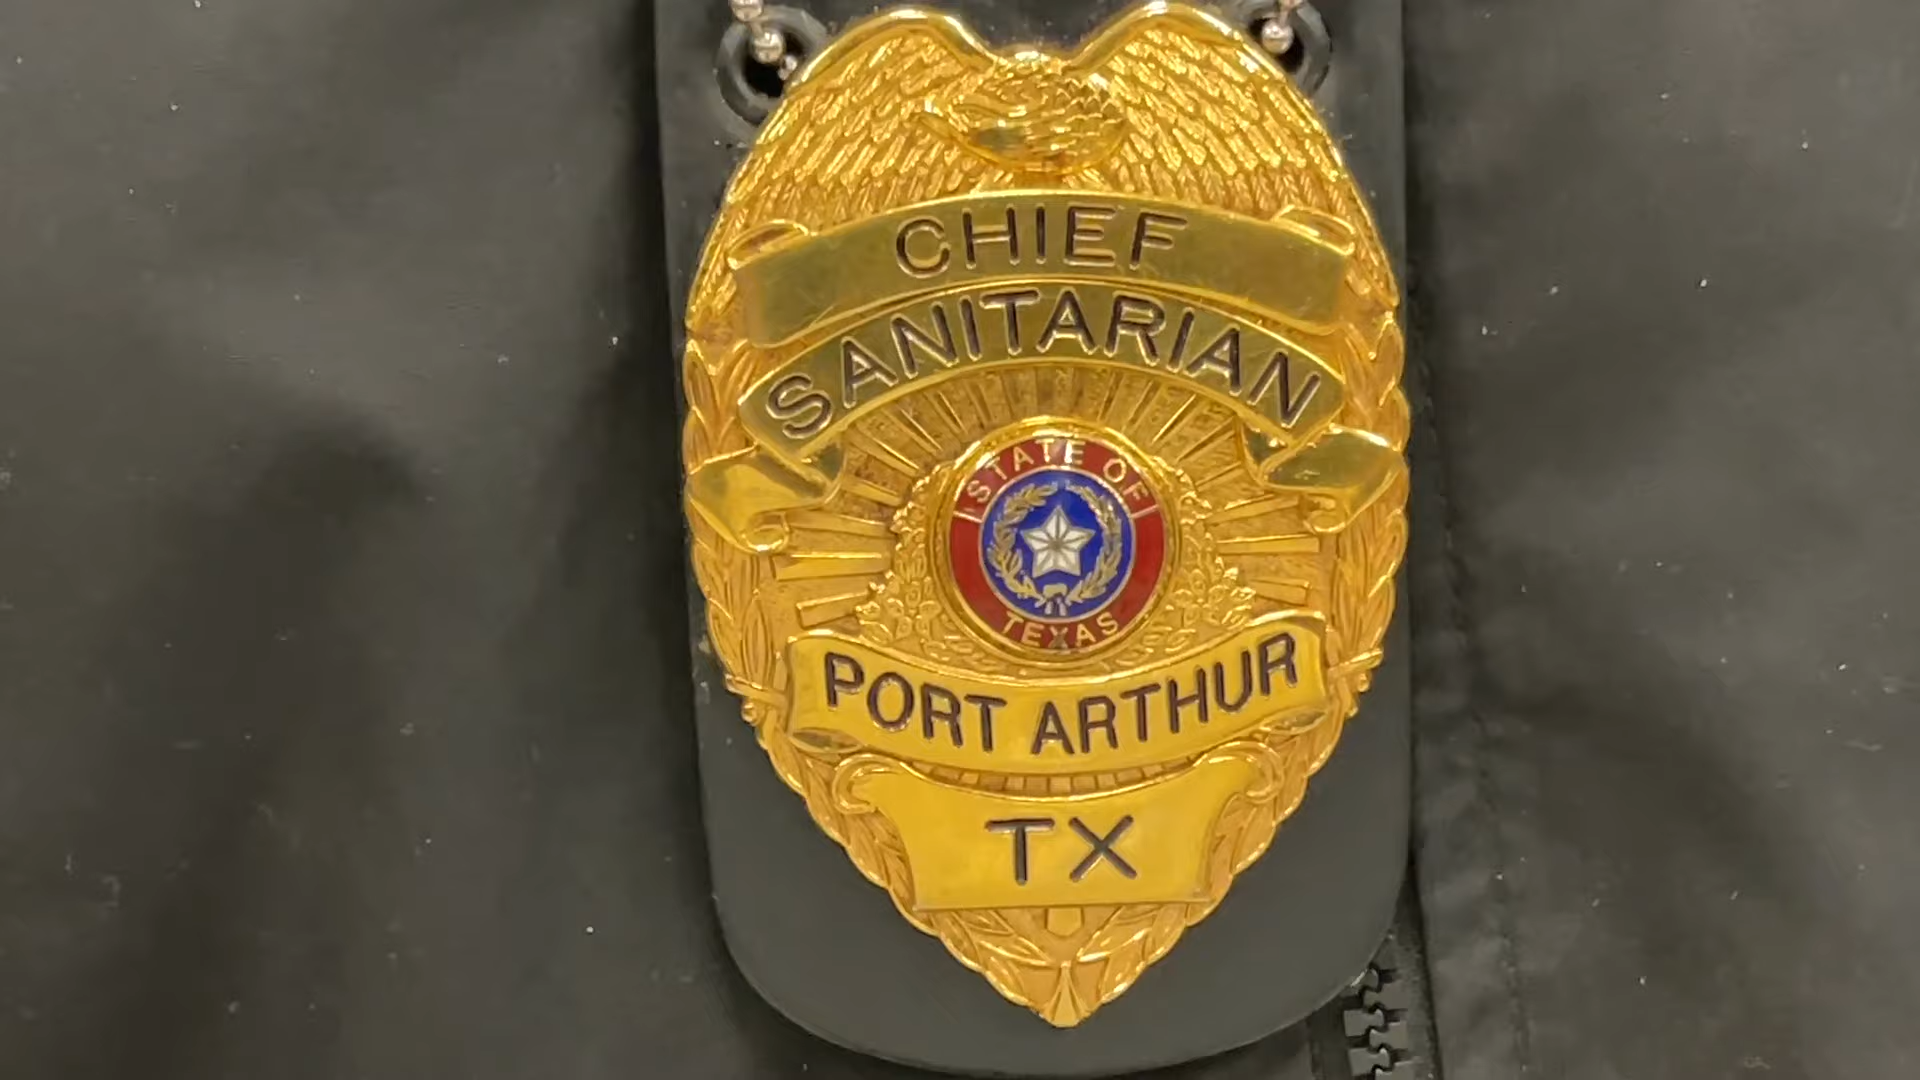 CHIEF
SANITARIAN
STATE OF
TEXAS
PORT ARTHUR
TX